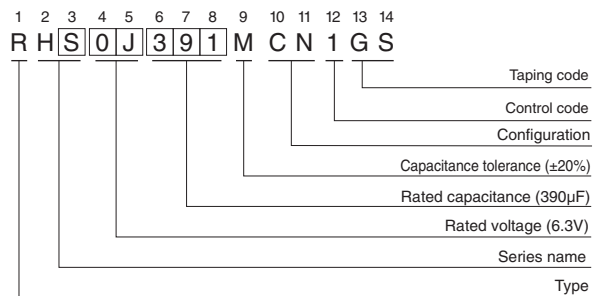 1 2 3 4 5 6 7 8 9 10 11 12 13 14
R H S 0 J 3 9 1 M C N 1 G S
Taping code
Control code
Configuration
Capacitance tolerance (±20%)
Rated capacitance (390µF)
Rated voltage (6.3V)
Series name
Type